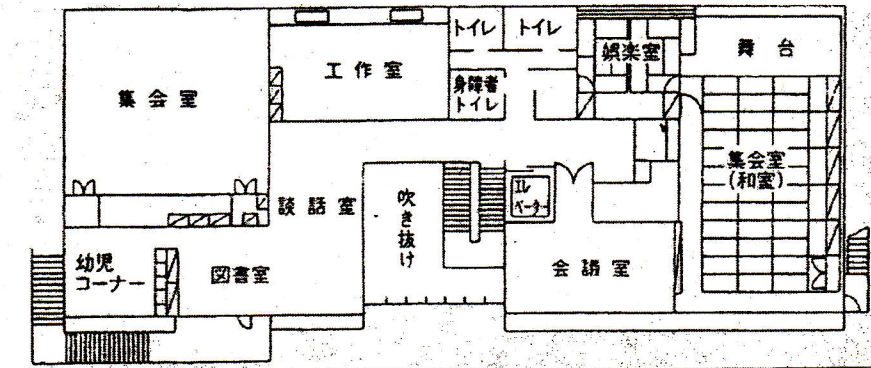 トイレ
トイレ
娯楽室
舞台
工作室
集会室
身障者
トイレ
集会室
(和室)
エレ
ベーター
談話室
吹き抜け
幼児
コーナー
図書室
会議室